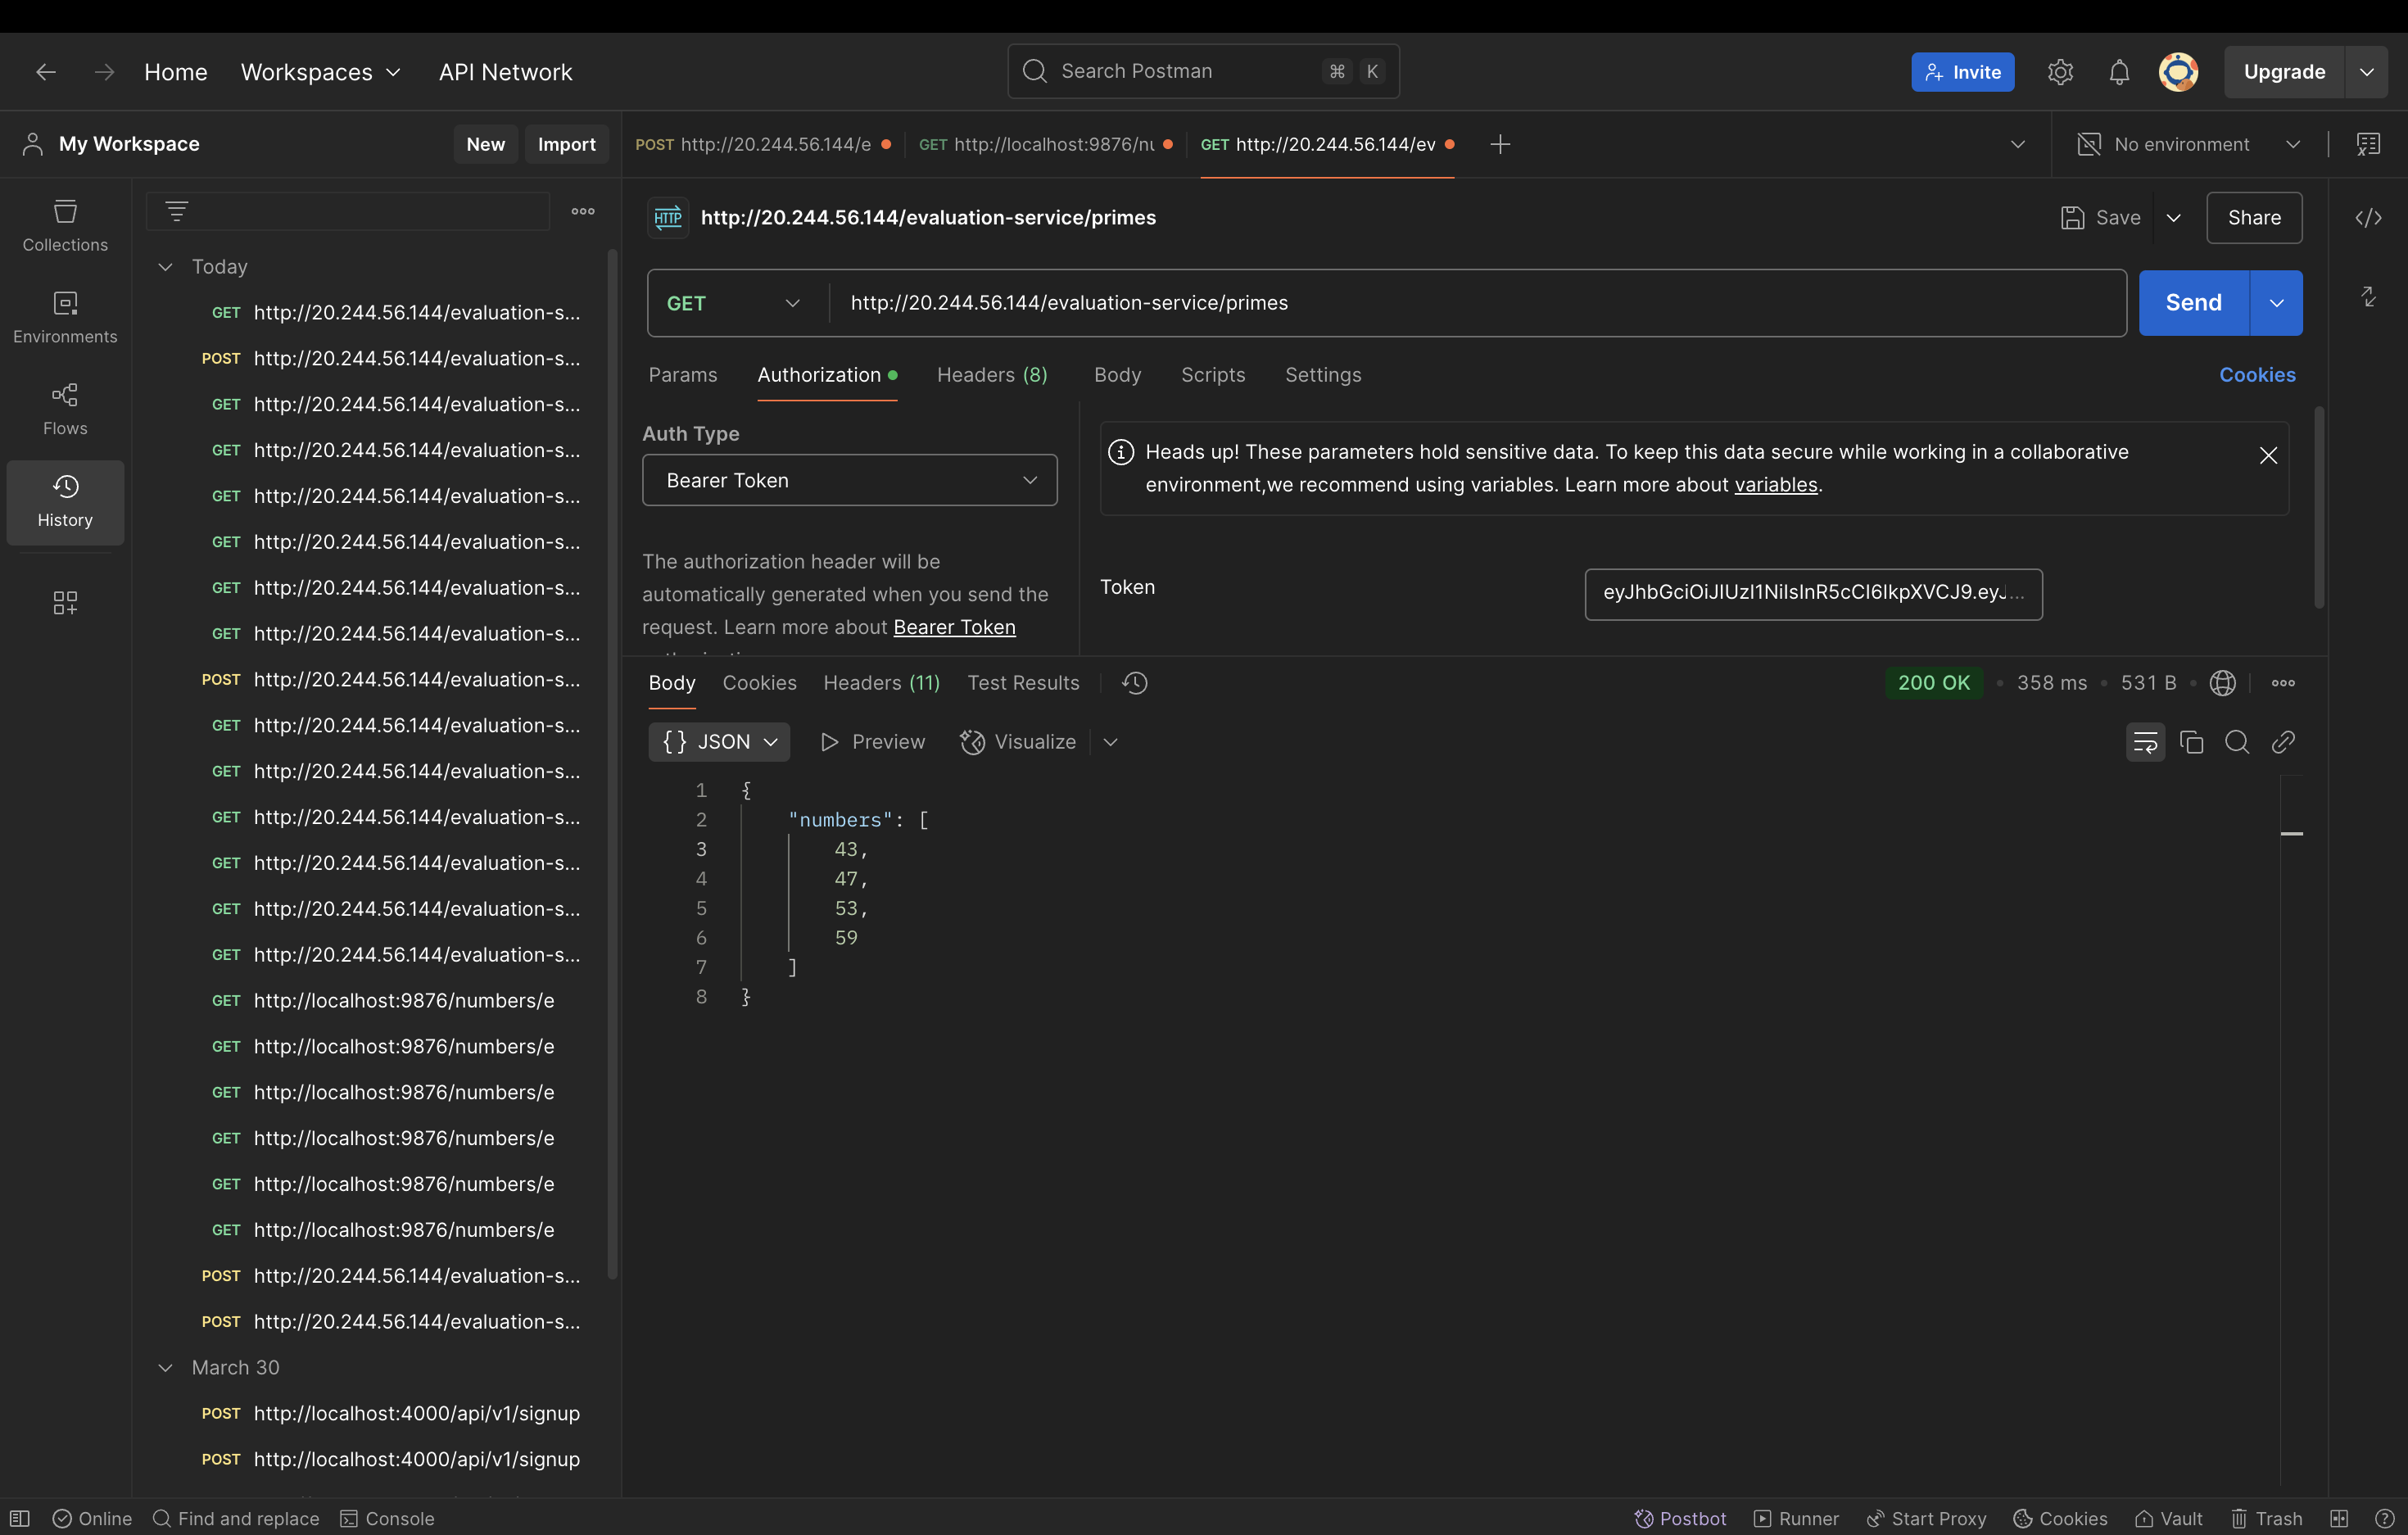 Home Workspaces API Network Search Postman ⌘ K Invite Upgrade
My Workspace New Import
POST http://20.244.56.144/e GET http://localhost:9876/nu GET http://20.244.56.144/ev No environment
Collections
Environments
Flows
History
Today
GET http://20.244.56.144/evaluation-s...
POST http://20.244.56.144/evaluation-s...
GET http://20.244.56.144/evaluation-s...
GET http://20.244.56.144/evaluation-s...
GET http://20.244.56.144/evaluation-s...
GET http://20.244.56.144/evaluation-s...
GET http://20.244.56.144/evaluation-s...
GET http://20.244.56.144/evaluation-s...
POST http://20.244.56.144/evaluation-s...
GET http://20.244.56.144/evaluation-s...
GET http://20.244.56.144/evaluation-s...
GET http://20.244.56.144/evaluation-s...
GET http://20.244.56.144/evaluation-s...
GET http://20.244.56.144/evaluation-s...
GET http://20.244.56.144/evaluation-s...
GET http://localhost:9876/numbers/e
GET http://localhost:9876/numbers/e
GET http://localhost:9876/numbers/e
GET http://localhost:9876/numbers/e
GET http://localhost:9876/numbers/e
GET http://localhost:9876/numbers/e
POST http://20.244.56.144/evaluation-s...
POST http://20.244.56.144/evaluation-s...
March 30
POST http://localhost:4000/api/v1/signup
POST http://localhost:4000/api/v1/signup
HTTP http://20.244.56.144/evaluation-service/primes Save Share
GET http://20.244.56.144/evaluation-service/primes Send
Params Authorization Headers (8) Body Scripts Settings Cookies
Auth Type
Bearer Token
The authorization header will be
automatically generated when you send the
request. Learn more about Bearer Token
Heads up! These parameters hold sensitive data. To keep this data secure while working in a collaborative
environment,we recommend using variables. Learn more about variables.
Token eyJhbGciOiJIUzI1NiIsInR5cCI6IkpXVCJ9.eyJ...
Body Cookies Headers (11) Test Results 200 OK • 358 ms • 531 B
{} JSON Preview Visualize
1 {
2 "numbers": [
3 43,
4 47,
5 53,
6 59
7 ]
8 }
Online Find and replace Console Postbot Runner Start Proxy Cookies Vault Trash